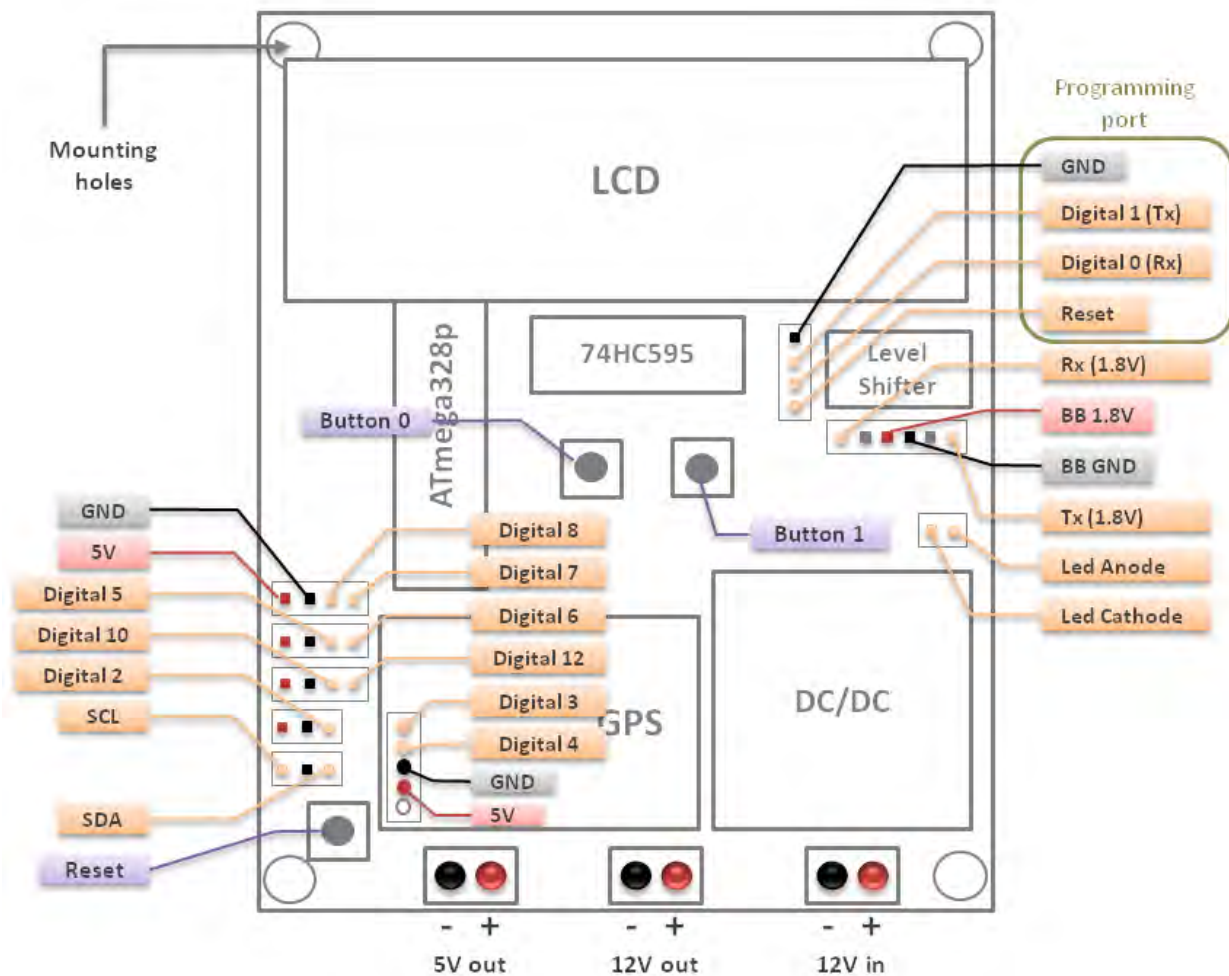 Programming
port
Mounting
holes
LCD
GND
Digital 1 (Tx)
Digital 0 (Rx)
Reset
ATmega328p
74HC595
Level
Shifter
Rx (1.8V)
BB 1.8V
BB GND
Tx (1.8V)
Led Anode
Led Cathode
Button 0
Button 1
GND
5V
Digital 5
Digital 10
Digital 2
SCL
SDA
Reset
Digital 8
Digital 7
Digital 6
Digital 12
Digital 3
Digital 4
GND
5V
GPS
DC/DC
- +
- +
- +
5V out
12V out
12V in